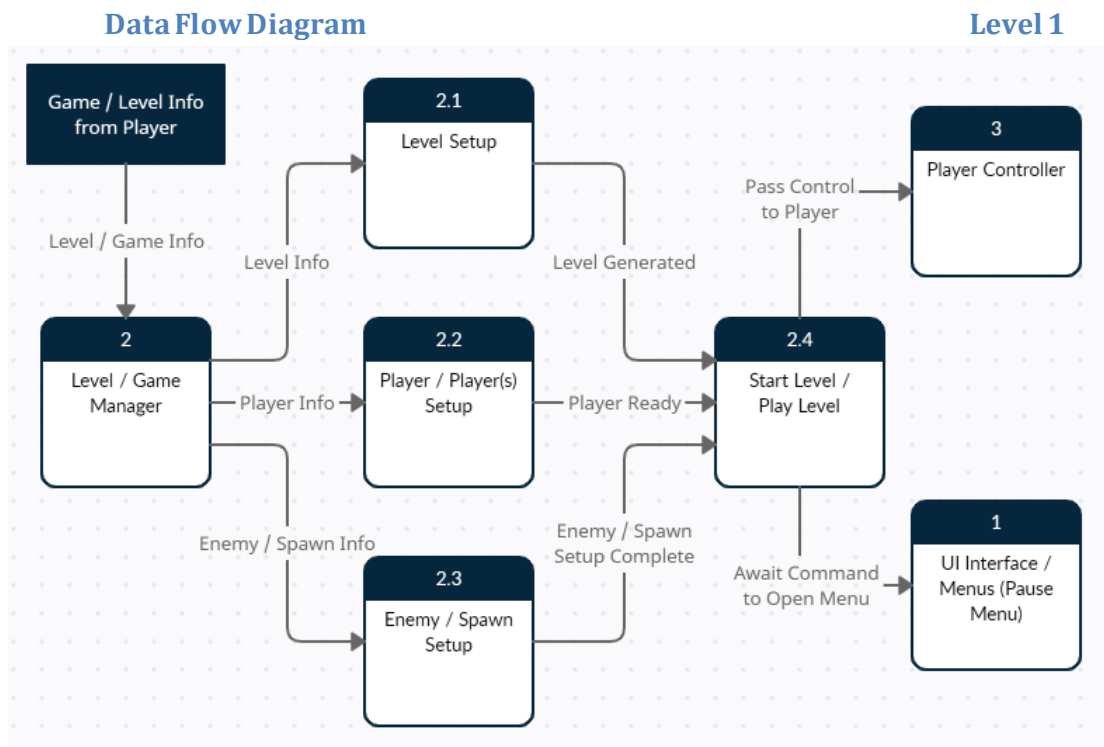 Data Flow Diagram
Level 1
Game / Level Info
from Player
Level / Game Info
2
Level / Game
Manager
Level Info
Player Info
Enemy / Spawn Info
2.1
Level Setup
2.2
Player / Player(s)
Setup
2.3
Enemy / Spawn
Setup
Level Generated
Player Ready
Enemy / Spawn
Setup Complete
2.4
Start Level /
Play Level
Pass Control
to Player
Await Command
to Open Menu
3
Player Controller
1
UI Interface /
Menus (Pause
Menu)